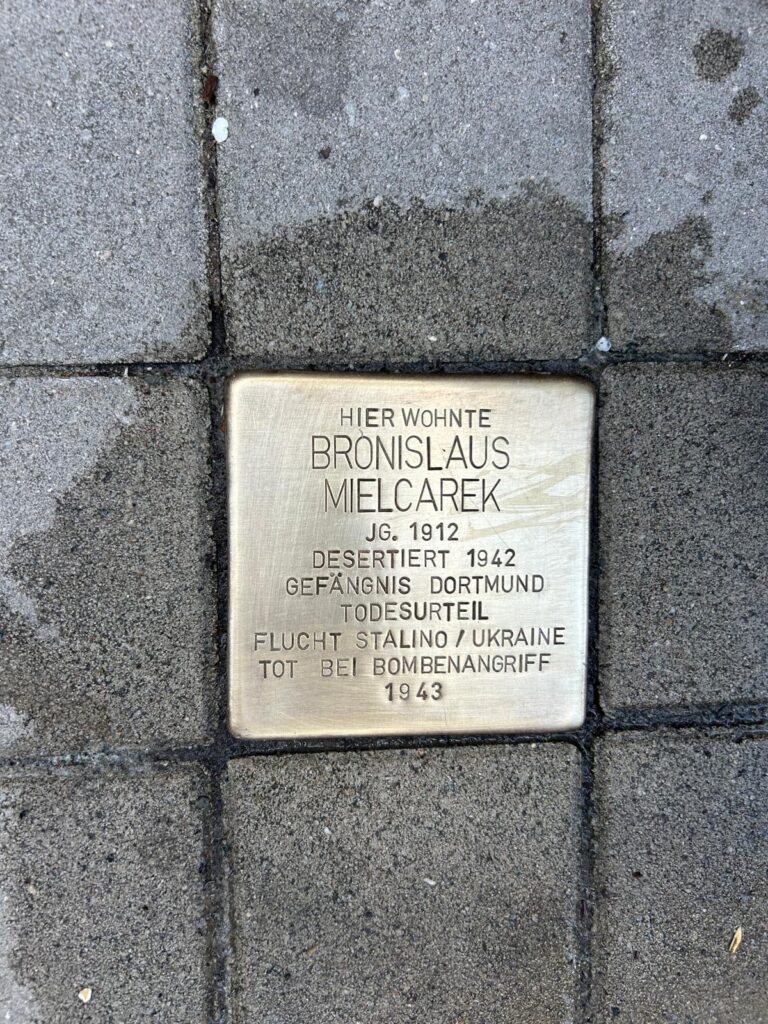 HIER WOHNTE
BRONISLAUS
MIELCAREK
JG. 1912
DESERTIERT 1942
GEFÄNGNIS DORTMUND
TODESURTEIL
FLUCHT STALINO / UKRAINE
TOT BEI BOMBENANGRIFF
1943